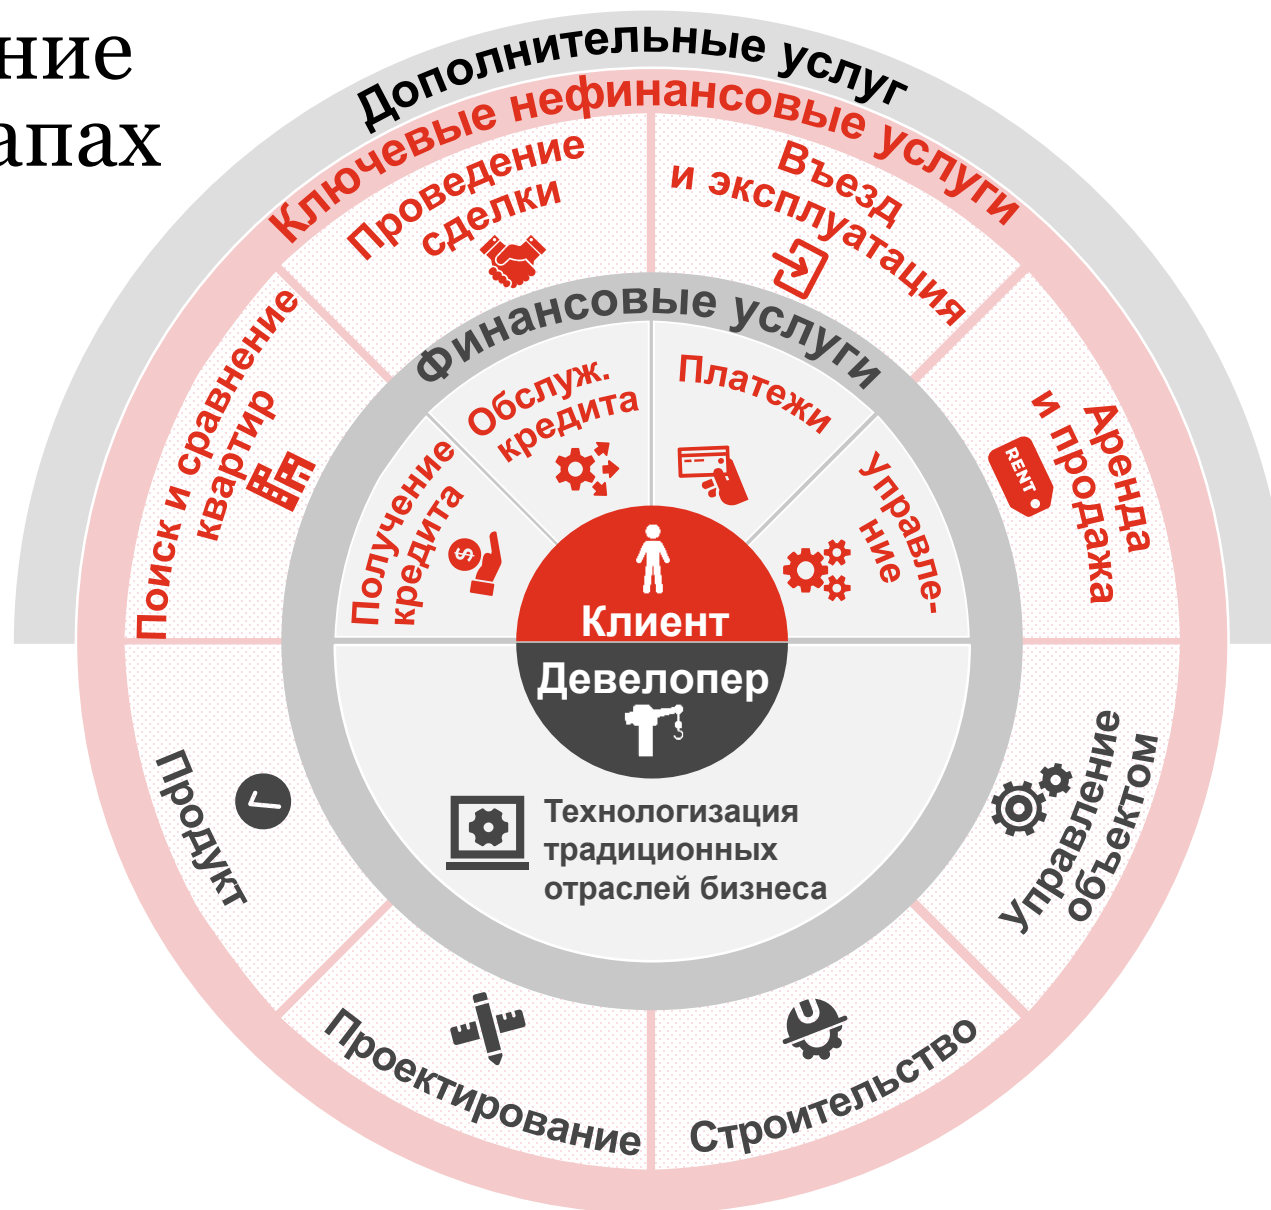 ние
апах
Дополнительные услуг
Ключевые нефинансовые услуги
Проведение
сделки
Въезд
и эксплуатация
Поиск и сравнение
квартир
Аренда
и продажа
RENT
Финансовые услуги
Получение
кредита
Обслуж.
кредита
Платежи
Управле-
ние
$
Клиент
Девелопер
Технологизация
традиционных
отраслей бизнеса
Продукт
Проектирование
Строительство
Управление
объектом